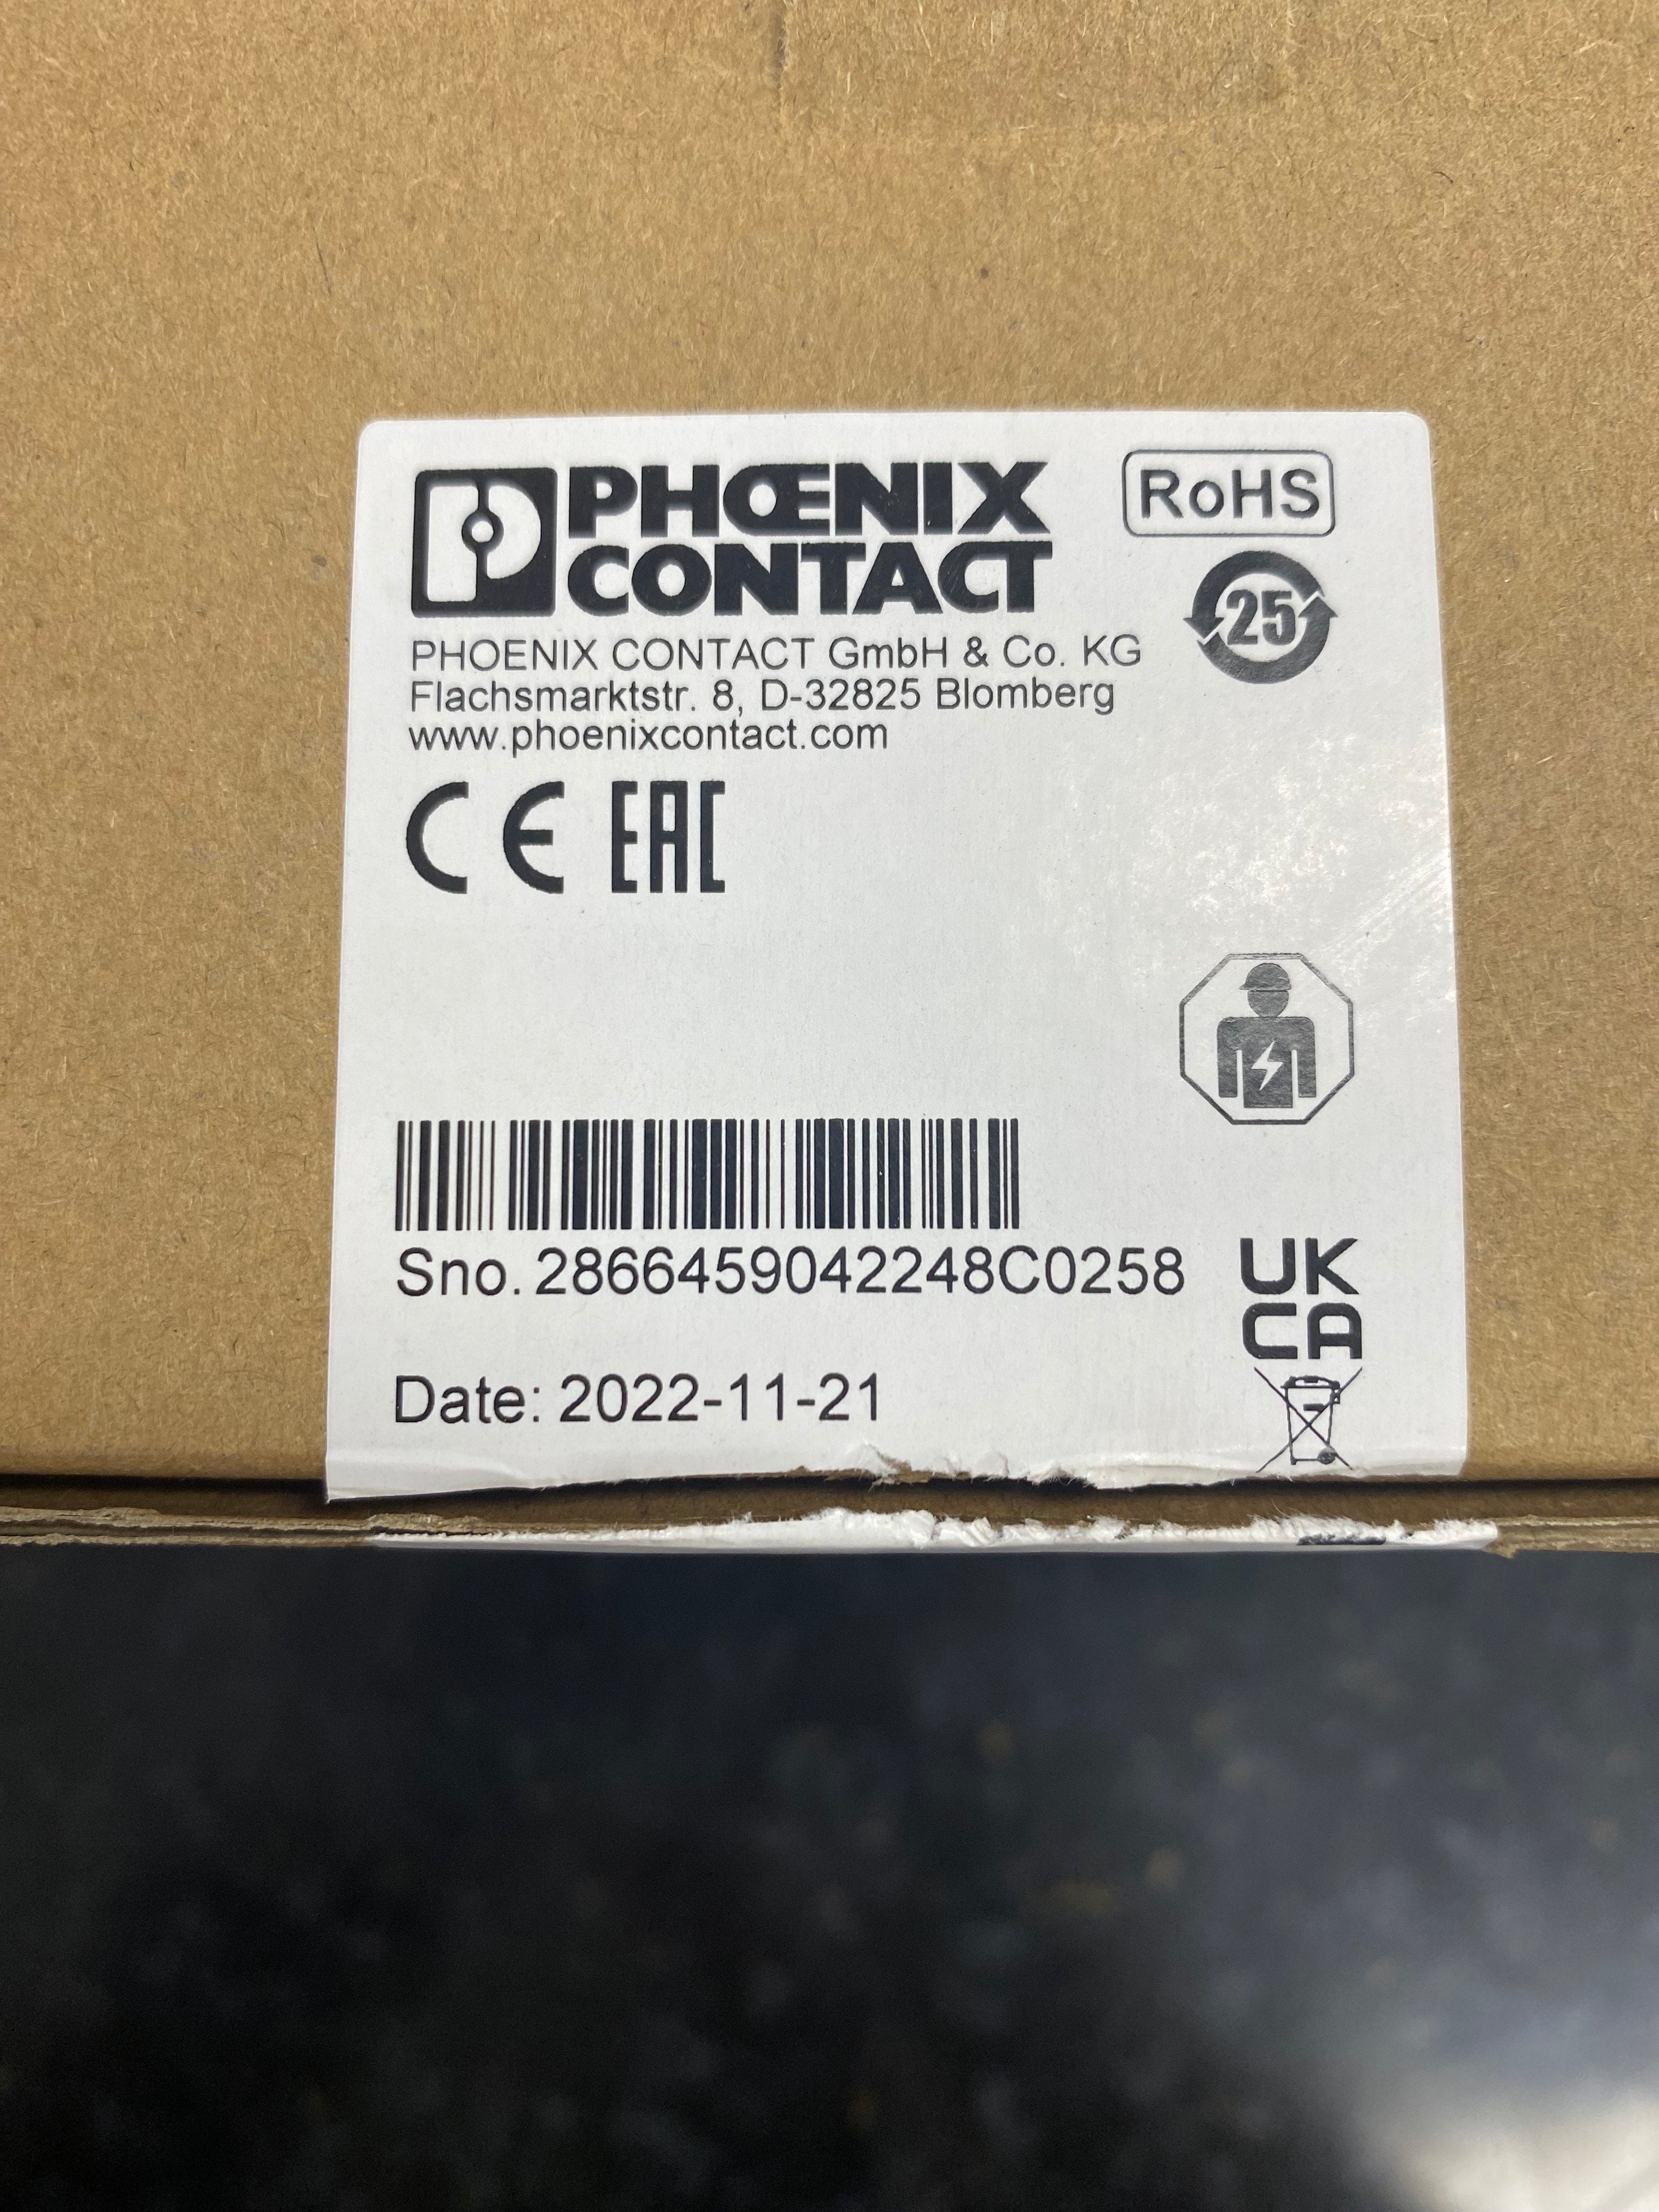 PHŒNIX
CONTACT
RoHS
25
PHOENIX CONTACT GmbH & Co. KG
Flachsmarktstr. 8, D-32825 Blomberg
www.phoenixcontact.com
CE EAC
Sno. 2866459042248C0258
UK
CA
Date: 2022-11-21